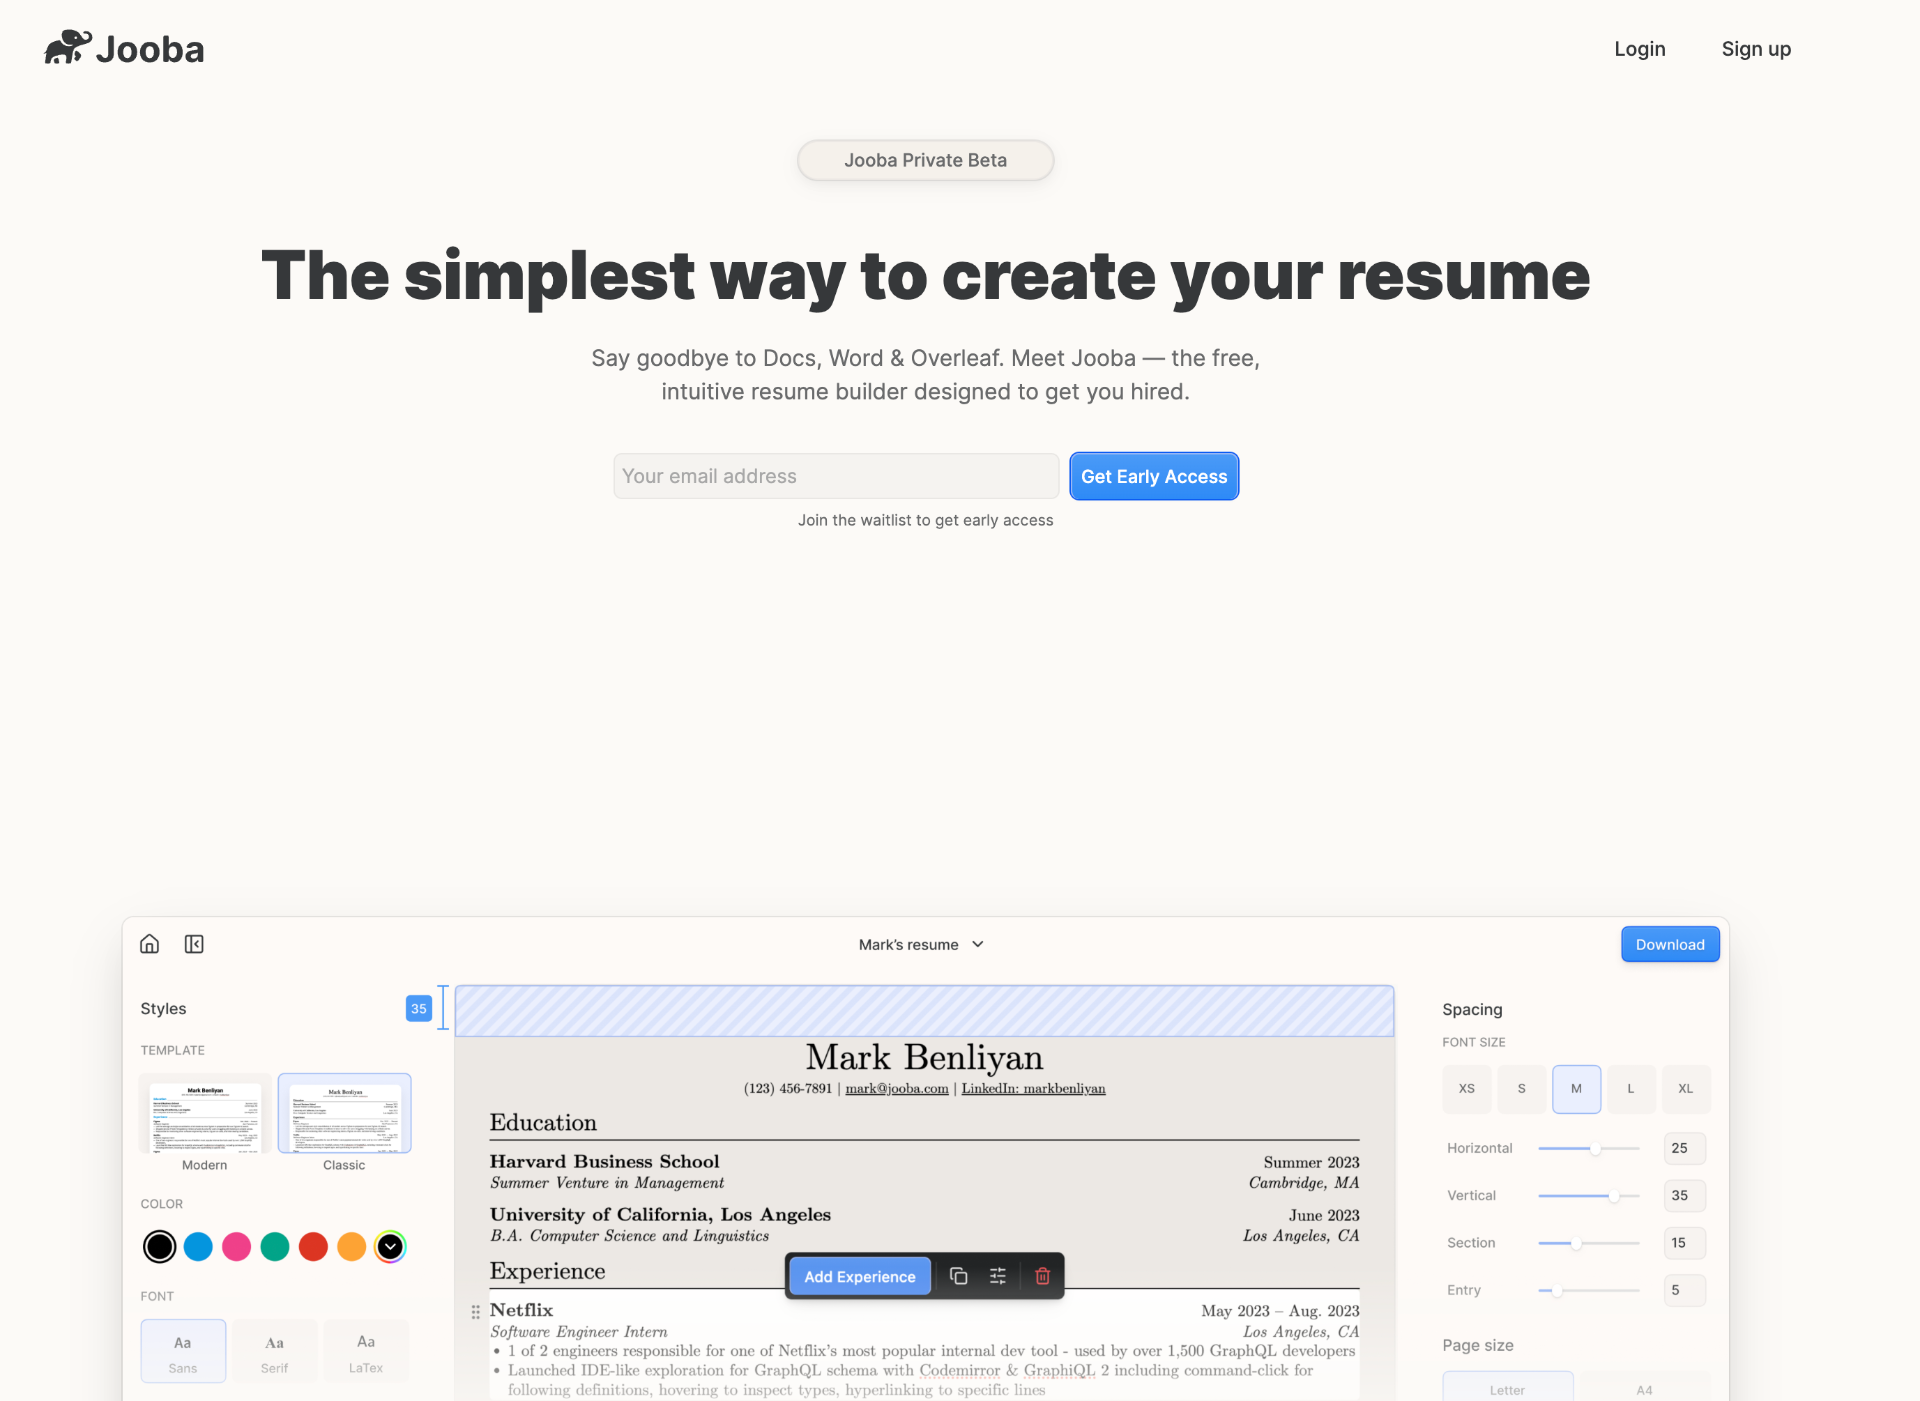 Jooba
Login
Sign up
Jooba Private Beta
The simplest way to create your resume
Say goodbye to Docs, Word & Overleaf. Meet Jooba — the free,
intuitive resume builder designed to get you hired.
Your email address
Get Early Access
Join the waitlist to get early access
Mark's resume
Download
Styles
35
TEMPLATE
Mark Benliyan
Modern
Mark Benliyan
Classic
COLOR
FONT
Aa
Sans
Aa
Serif
Aa
LaTex
Mark Benliyan
(123) 456-7891 | mark@jooba.com | LinkedIn: markbenliyan
Education
Harvard Business School Summer 2023
Summer Venture in Management Cambridge, MA
University of California, Los Angeles June 2023
B.A. Computer Science and Linguistics Los Angeles, CA
Experience
Add Experience
Netflix May 2023 – Aug. 2023
Software Engineer Intern Los Angeles, CA
• 1 of 2 engineers responsible for one of Netflix's most popular internal dev tool - used by over 1,500 GraphQL developers
• Launched IDE-like exploration for GraphQL schema with Codemirror & GraphiQL 2 including command-click for
following definitions, hovering to inspect types, hyperlinking to specific lines
Spacing
FONT SIZE
XS S M L XL
Horizontal 25
Vertical 35
Section 15
Entry 5
Page size
Letter A4